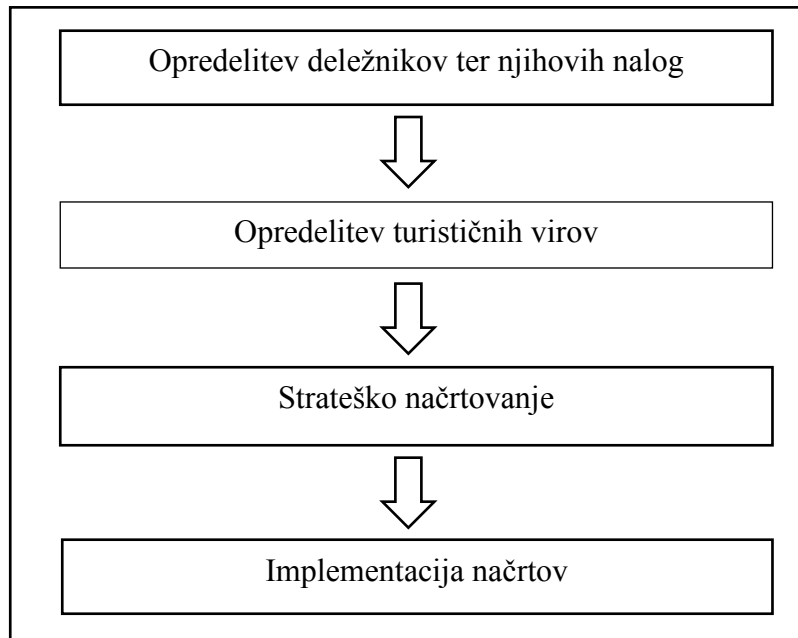 Opredelitev deležnikov ter njihovih nalog
Opredelitev turističnih virov
Strateško načrtovanje
Implementacija načrtov